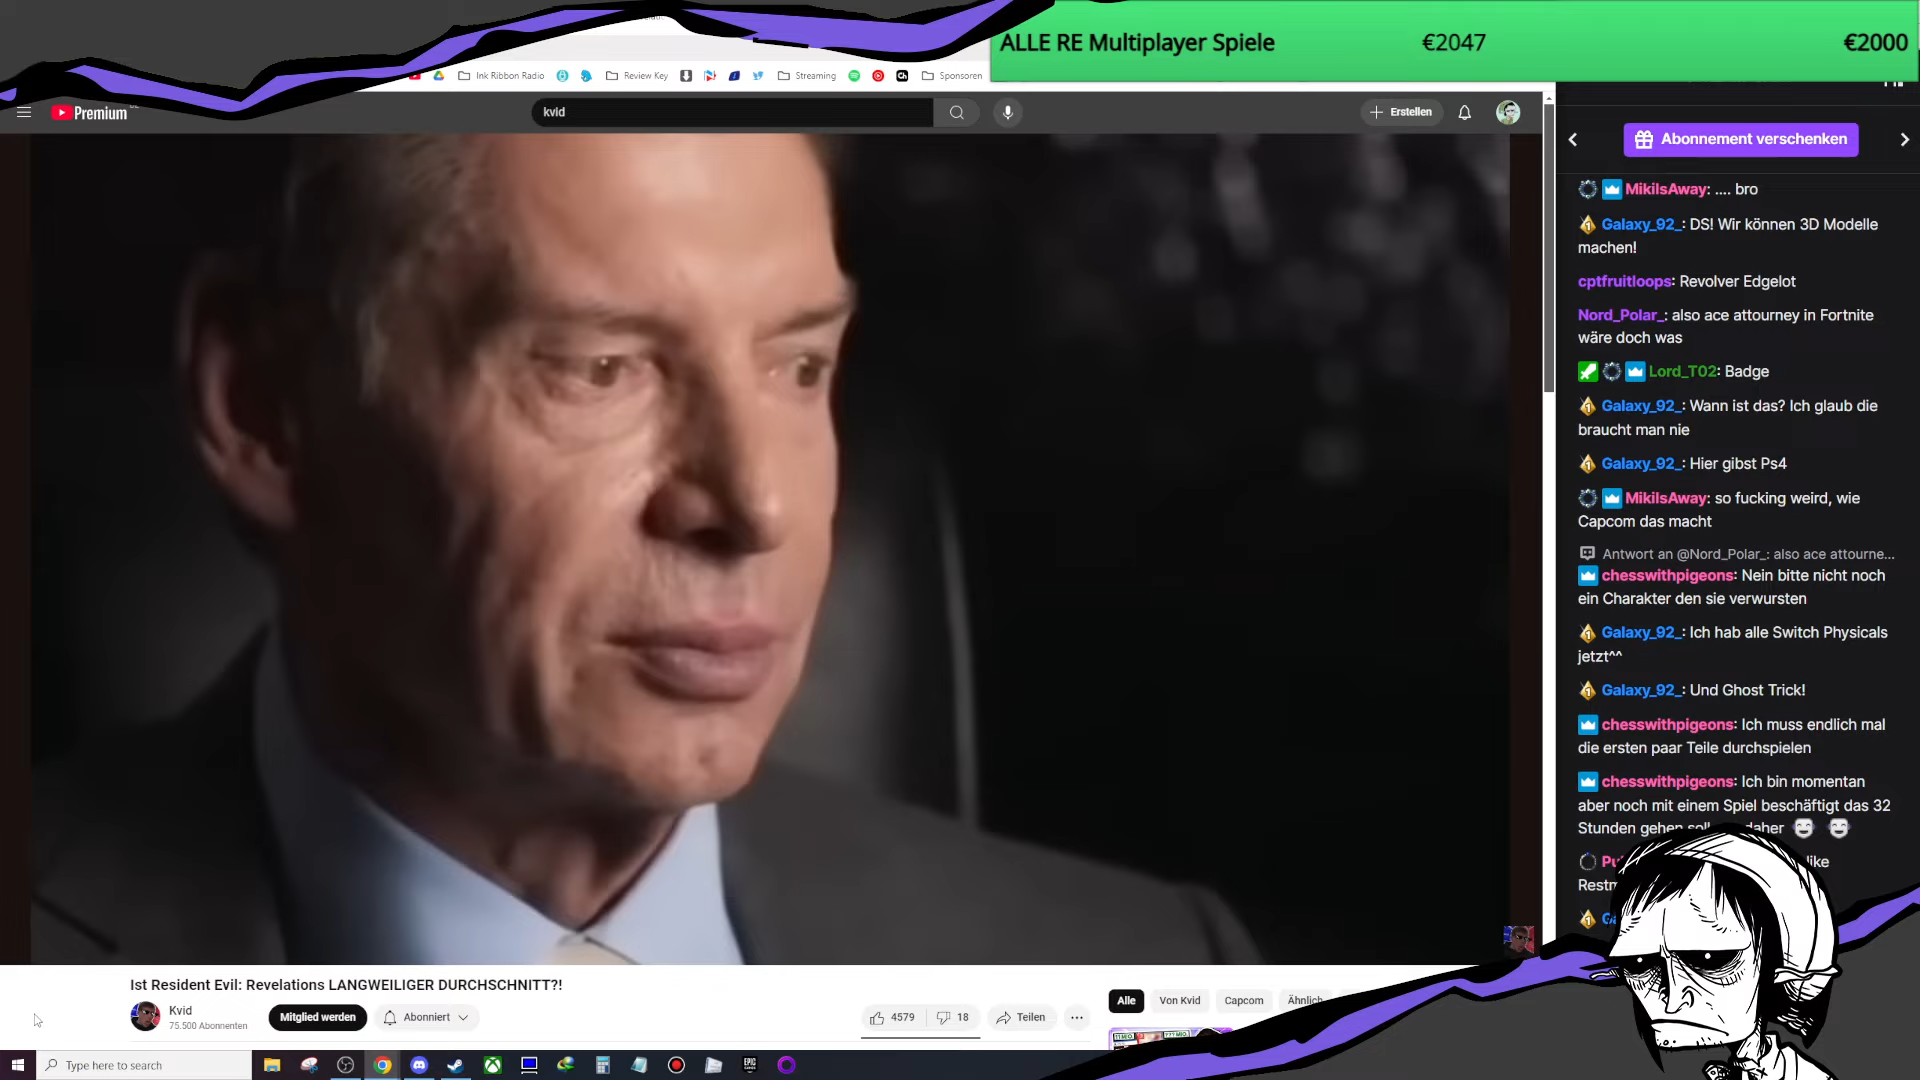 ALLE RE Multiplayer Spiele €2047 €2000
Ink Ribbon Radio Review Key Streaming Sponsoren
Premium kvid Erstellen
Abonnement verschenken
MikiIsAway: .... bro
Galaxy_92_: DS! Wir können 3D Modelle
machen!
cptfruitloops: Revolver Edgelot
Nord_Polar_: also ace attourney in Fortnite
wäre doch was
Lord_T02: Badge
Galaxy_92_: Wann ist das? Ich glaub die
braucht man nie
Galaxy_92_: Hier gibst Ps4
MikiIsAway: so fucking weird, wie
Capcom das macht
Antwort an @Nord_Polar_: also ace attourne...
chesswithpigeons: Nein bitte nicht noch
ein Charakter den sie verwursten
Galaxy_92_: Ich hab alle Switch Physicals
jetzt^^
Galaxy_92_: Und Ghost Trick!
chesswithpigeons: Ich muss endlich mal
die ersten paar Teile durchspielen
chesswithpigeons: Ich bin momentan
aber noch mit einem Spiel beschäftigt das 32
Stunden gehen
Ist Resident Evil: Revelations LANGWEILIGER DURCHSCHNITT?!
Kvid
75.500 Abonnenten
Mitglied werden Abonniert 4579 18 Teilen
Alle Von Kvid Capcom Ähnlich
Type here to search